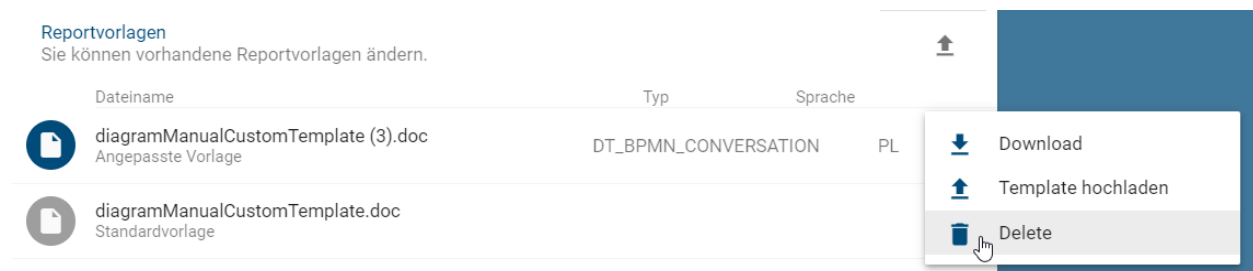 Reportvorlagen
Sie können vorhandene Reportvorlagen ändern.
Dateiname Typ Sprache
diagramManualCustomTemplate (3).doc
Angepasste Vorlage
DT_BPMN_CONVERSATION PL
diagramManualCustomTemplate.doc
Standardvorlage
Download
Template hochladen
Delete